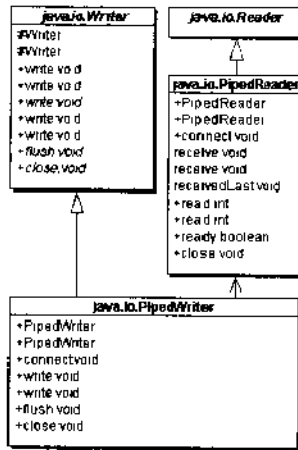 java.io.Writer
#Writer
#Writer
+write void
+write void
+write void
+write void
+write void
+flush void
+close void
java.io.Reader
java.io.PipedReader
+PipedReader
+PipedReader
+connect void
receive void
receive void
receivedLast void
+read int
+read int
+ready boolean
+close void
java.io.PipedWriter
+PipedWriter
+PipedWriter
+connect void
+write void
+write void
+flush void
+close void